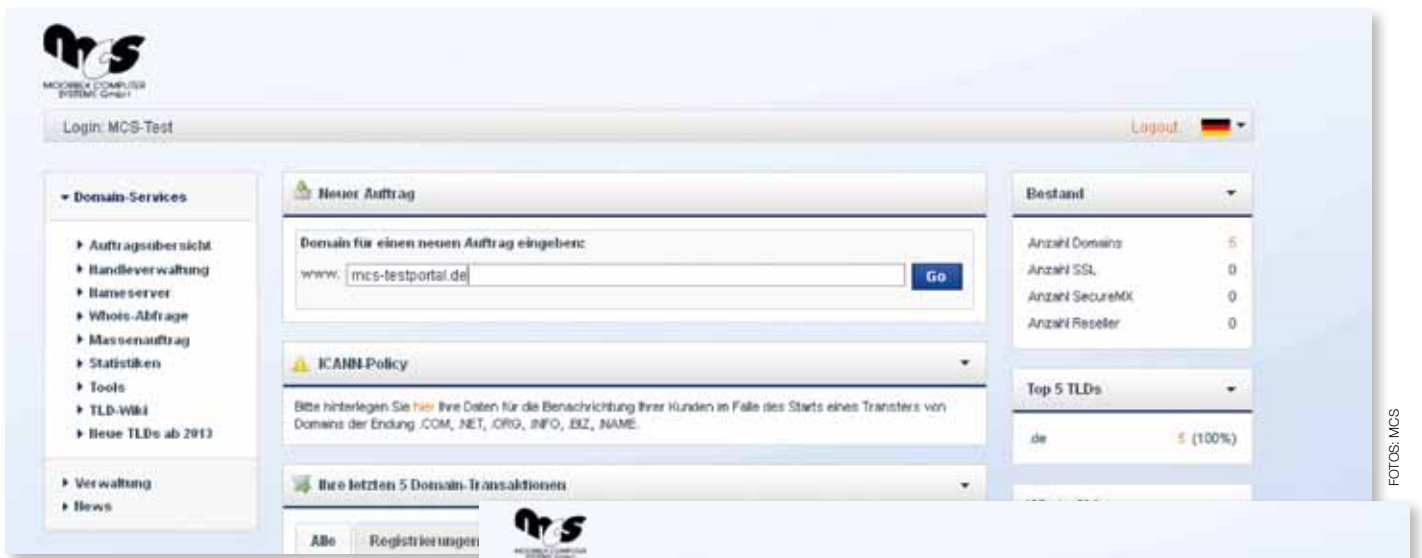 mcs
MOORBEK COMPUTER
SYSTEME GmbH
Login: MCS-Test
Logout
Domain-Services
Auftragsübersicht
Handleverwaltung
Nameserver
Whois-Abfrage
Massenauftrag
Statistiken
Tools
TLD-Wiki
Neue TLDs ab 2013
Verwaltung
News
Neuer Auftrag
Domain für einen neuen Auftrag eingeben:
www. mcs-testportal.de Go
ICANN-Policy
Bitte hinterlegen Sie hier Ihre Daten für die Benachrichtigung Ihrer Kunden im Falle des Starts eines Transfers von
Domains der Endung .COM, .NET, .ORG, .INFO, .BIZ, .NAME.
Ihre letzten 5 Domain-Transaktionen
Alle Registrierungen
Bestand
Anzahl Domains 5
Anzahl SSL 0
Anzahl SecureMX 0
Anzahl Reseller 0
Top 5 TLDs
.de 5 (100%)
FOTOS: MCS
mcs